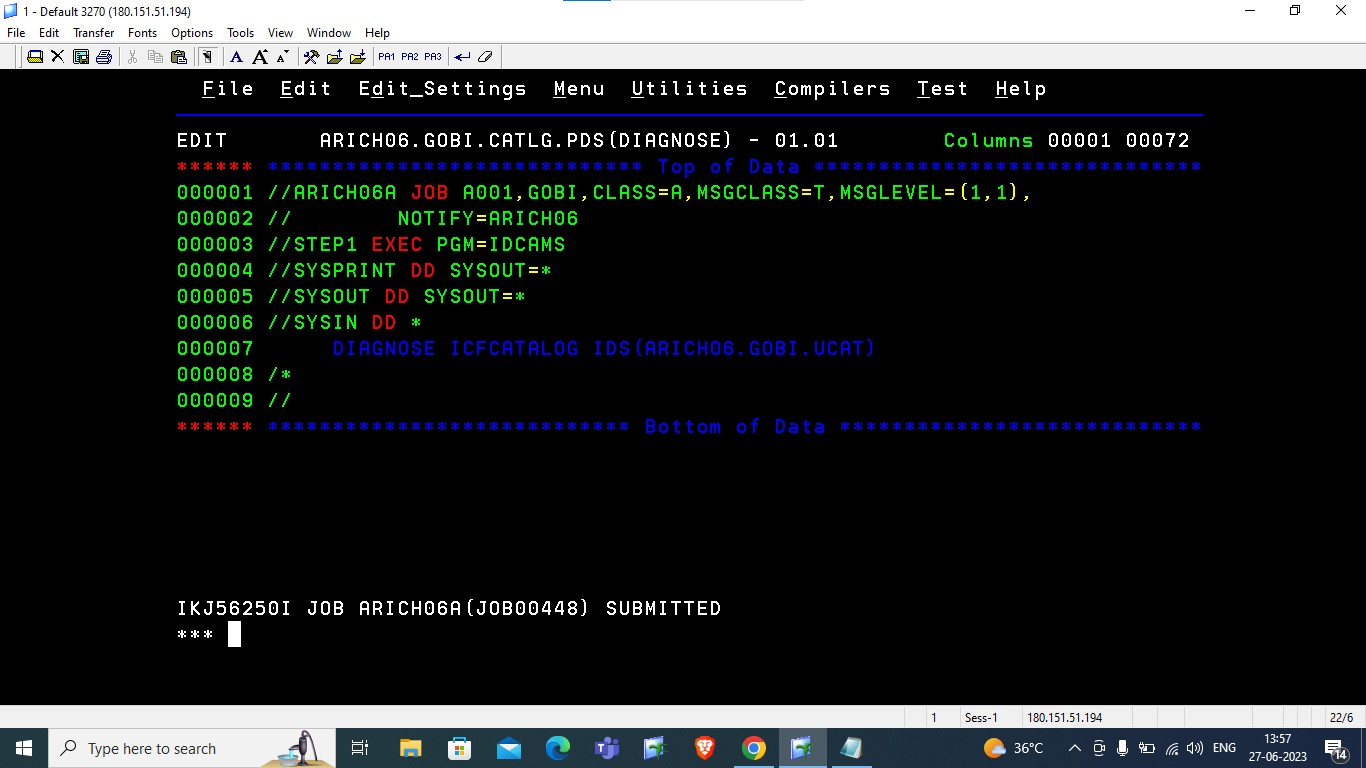 1 - Default 3270 (180.151.51.194)
File Edit Transfer Fonts Options Tools View Window Help
A A A PA1 PA2 PA3
File Edit Edit_Settings Menu Utilities Compilers Test Help
EDIT ARICH06.GOBI.CATLG.PDS(DIAGNOSE) - 01.01 Columns 00001 00072
****** ***************************** Top of Data ******************************
000001 //ARICH06A JOB A001,GOBI,CLASS=A,MSGCLASS=T,MSGLEVEL=(1,1),
000002 // NOTIFY=ARICH06
000003 //STEP1 EXEC PGM=IDCAMS
000004 //SYSPRINT DD SYSOUT=*
000005 //SYSOUT DD SYSOUT=*
000006 //SYSIN DD *
000007 DIAGNOSE ICFCATALOG IDS(ARICH06.GOBI.UCAT)
000008 /*
000009 //
****** **************************** Bottom of Data ****************************
IKJ56250I JOB ARICH06A(JOB00448) SUBMITTED
***
1 Sess-1 180.151.51.194 22/6
Type here to search 36°C ENG 13:57
27-06-2023 14